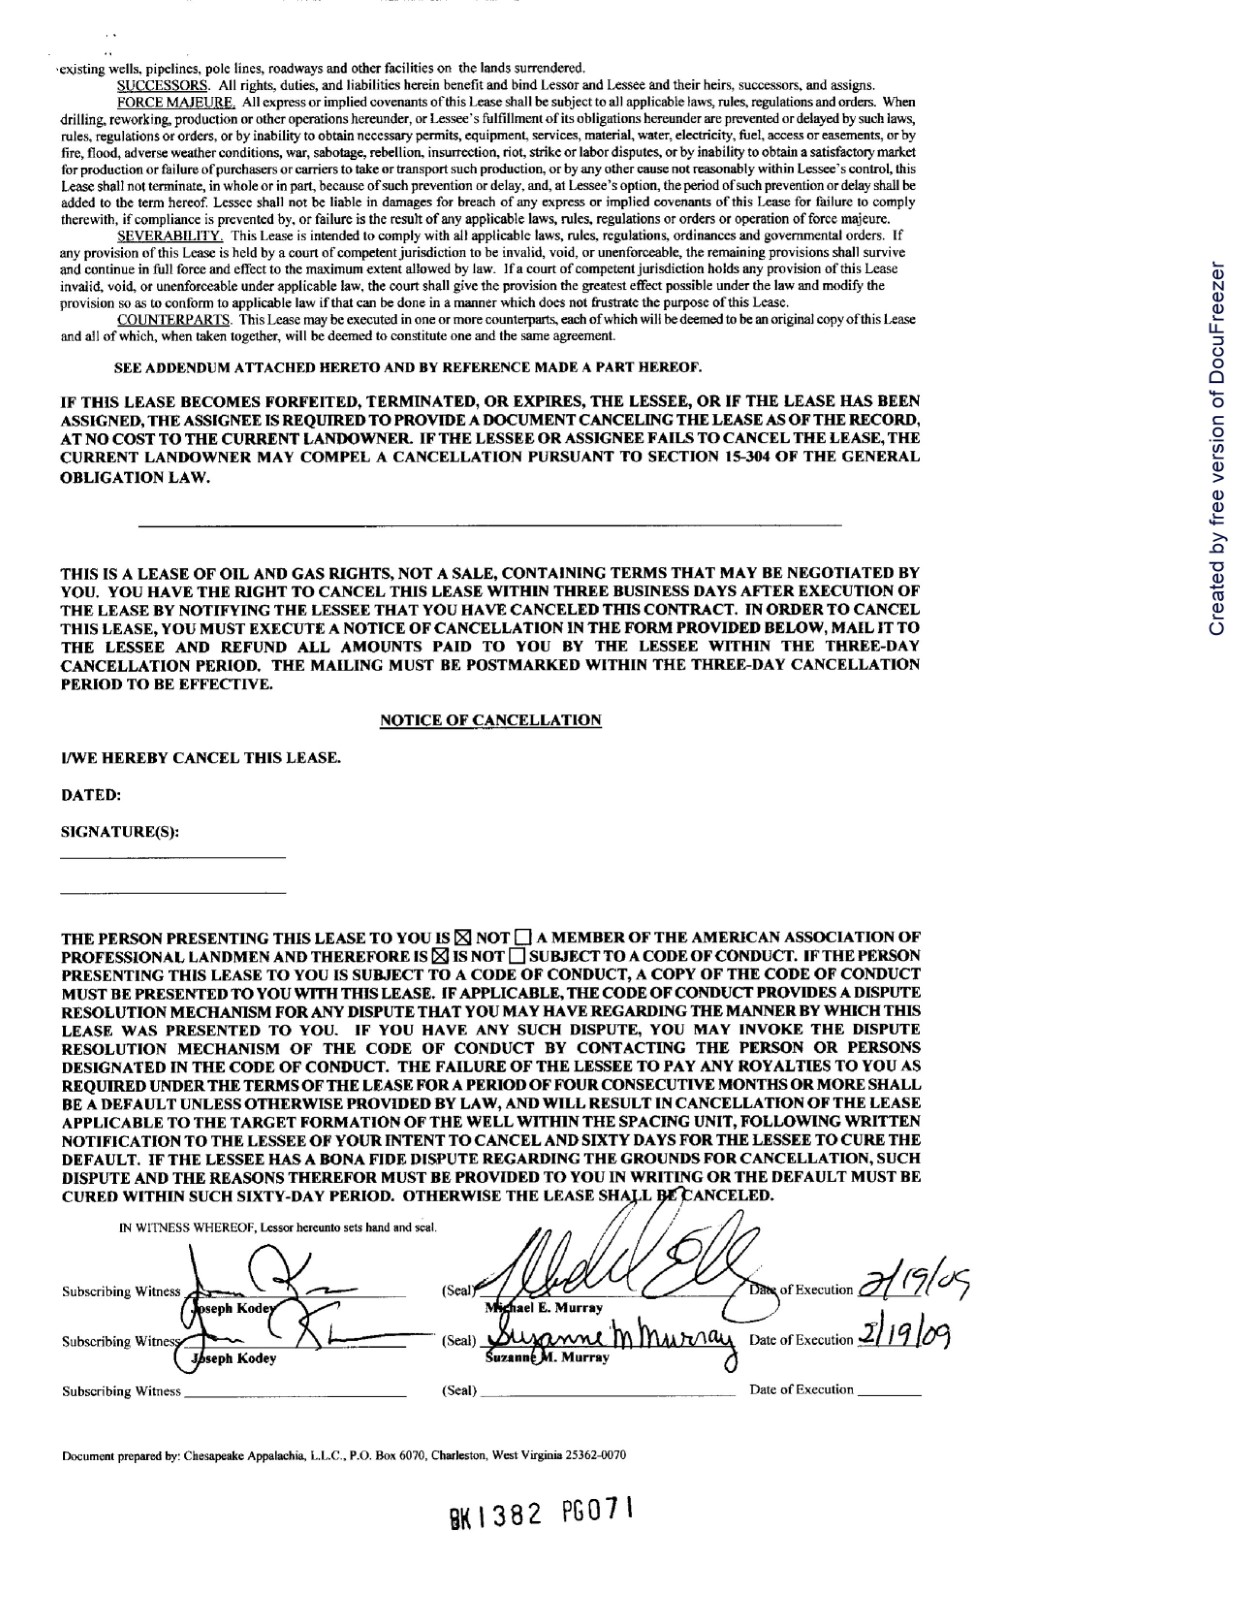 existing wells, pipelines, pole lines, roadways and other facilities on the lands surrendered.
SUCCESSORS. All rights, duties, and liabilities herein benefit and bind Lessor and Lessee and their heirs, successors, and assigns.
FORCE MAJEURE. All express or implied covenants of this Lease shall be subject to all applicable laws, rules, regulations and orders. When
drilling, reworking, production or other operations hereunder, or Lessee's fulfillment of its obligations hereunder are prevented or delayed by such laws,
rules, regulations or orders, or by inability to obtain necessary permits, equipment, services, material, water, electricity, fuel, access or easements, or by
fire, flood, adverse weather conditions, war, sabotage, rebellion, insurrection, riot, strike or labor disputes, or by inability to obtain a satisfactory market
for production or failure of purchasers or carriers to take or transport such production, or by any other cause not reasonably within Lessee's control, this
Lease shall not terminate, in whole or in part, because of such prevention or delay, and, at Lessee's option, the period of such prevention or delay shall be
added to the term hereof. Lessee shall not be liable in damages for breach of any express or implied covenants of this Lease for failure to comply
therewith, if compliance is prevented by, or failure is the result of any applicable laws, rules, regulations or orders or operation of force majeure.
SEVERABILITY. This Lease is intended to comply with all applicable laws, rules, regulations, ordinances and governmental orders. If
any provision of this Lease is held by a court of competent jurisdiction to be invalid, void, or unenforceable, the remaining provisions shall survive
and continue in full force and effect to the maximum extent allowed by law. If a court of competent jurisdiction holds any provision of this Lease
invalid, void, or unenforceable under applicable law, the court shall give the provision the greatest effect possible under the law and modify the
provision so as to conform to applicable law if that can be done in a manner which does not frustrate the purpose of this Lease.
COUNTERPARTS. This Lease may be executed in one or more counterparts, each of which will be deemed to be an original copy of this Lease
and all of which, when taken together, will be deemed to constitute one and the same agreement.
SEE ADDENDUM ATTACHED HERETO AND BY REFERENCE MADE A PART HEREOF.
IF THIS LEASE BECOMES FORFEITED, TERMINATED, OR EXPIRES, THE LESSEE, OR IF THE LEASE HAS BEEN
ASSIGNED, THE ASSIGNEE IS REQUIRED TO PROVIDE A DOCUMENT CANCELING THE LEASE AS OF THE RECORD,
AT NO COST TO THE CURRENT LANDOWNER. IF THE LESSEE OR ASSIGNEE FAILS TO CANCEL THE LEASE, THE
CURRENT LANDOWNER MAY COMPEL A CANCELLATION PURSUANT TO SECTION 15-304 OF THE GENERAL
OBLIGATION LAW.
THIS IS A LEASE OF OIL AND GAS RIGHTS, NOT A SALE, CONTAINING TERMS THAT MAY BE NEGOTIATED BY
YOU. YOU HAVE THE RIGHT TO CANCEL THIS LEASE WITHIN THREE BUSINESS DAYS AFTER EXECUTION OF
THE LEASE BY NOTIFYING THE LESSEE THAT YOU HAVE CANCELED THIS CONTRACT. IN ORDER TO CANCEL
THIS LEASE, YOU MUST EXECUTE A NOTICE OF CANCELLATION IN THE FORM PROVIDED BELOW, MAIL IT TO
THE LESSEE AND REFUND ALL AMOUNTS PAID TO YOU BY THE LESSEE WITHIN THE THREE-DAY
CANCELLATION PERIOD. THE MAILING MUST BE POSTMARKED WITHIN THE THREE-DAY CANCELLATION
PERIOD TO BE EFFECTIVE.
NOTICE OF CANCELLATION
I/WE HEREBY CANCEL THIS LEASE.
DATED:
SIGNATURE(S):
THE PERSON PRESENTING THIS LEASE TO YOU IS ☒ NOT ☐ A MEMBER OF THE AMERICAN ASSOCIATION OF
PROFESSIONAL LANDMEN AND THEREFORE IS ☒ IS NOT ☐ SUBJECT TO A CODE OF CONDUCT. IF THE PERSON
PRESENTING THIS LEASE TO YOU IS SUBJECT TO A CODE OF CONDUCT, A COPY OF THE CODE OF CONDUCT
MUST BE PRESENTED TO YOU WITH THIS LEASE. IF APPLICABLE, THE CODE OF CONDUCT PROVIDES A DISPUTE
RESOLUTION MECHANISM FOR ANY DISPUTE THAT YOU MAY HAVE REGARDING THE MANNER BY WHICH THIS
LEASE WAS PRESENTED TO YOU. IF YOU HAVE ANY SUCH DISPUTE, YOU MAY INVOKE THE DISPUTE
RESOLUTION MECHANISM OF THE CODE OF CONDUCT BY CONTACTING THE PERSON OR PERSONS
DESIGNATED IN THE CODE OF CONDUCT. THE FAILURE OF THE LESSEE TO PAY ANY ROYALTIES TO YOU AS
REQUIRED UNDER THE TERMS OF THE LEASE FOR A PERIOD OF FOUR CONSECUTIVE MONTHS OR MORE SHALL
BE A DEFAULT UNLESS OTHERWISE PROVIDED BY LAW, AND WILL RESULT IN CANCELLATION OF THE LEASE
APPLICABLE TO THE TARGET FORMATION OF THE WELL WITHIN THE SPACING UNIT, FOLLOWING WRITTEN
NOTIFICATION TO THE LESSEE OF YOUR INTENT TO CANCEL AND SIXTY DAYS FOR THE LESSEE TO CURE THE
DEFAULT. IF THE LESSEE HAS A BONA FIDE DISPUTE REGARDING THE GROUNDS FOR CANCELLATION, SUCH
DISPUTE AND THE REASONS THEREFOR MUST BE PROVIDED TO YOU IN WRITING OR THE DEFAULT MUST BE
CURED WITHIN SUCH SIXTY-DAY PERIOD. OTHERWISE THE LEASE SHALL BE CANCELED.
IN WITNESS WHEREOF, Lessor hereunto sets hand and seal.
Subscribing Witness (Seal) Date of Execution 2/19/09
Joseph Kodey Michael E. Murray
Subscribing Witness (Seal) Suzanne M Murray Date of Execution 2/19/09
Joseph Kodey Suzanne M. Murray
Subscribing Witness (Seal) Date of Execution
Document prepared by: Chesapeake Appalachia, L.L.C., P.O. Box 6070, Charleston, West Virginia 25362-0070
BK1382 PG071
Created by free version of DocuFreezer